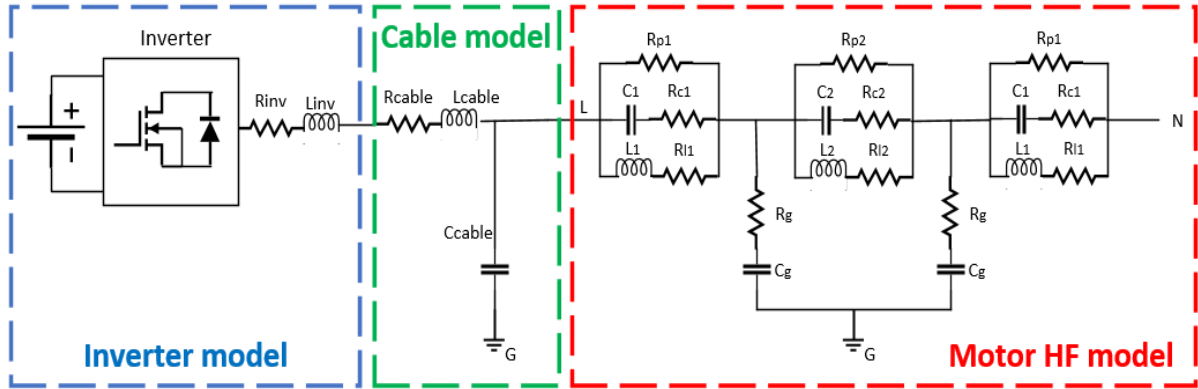 Inverter
+
-
Rinv
Linv
Inverter model
Cable model
Rcable
Lcable
Ccable
G
L
Rp1
C1
Rc1
L1
Rl1
Rp2
C2
Rc2
L2
Rl2
Rp1
C1
Rc1
L1
Rl1
N
Rg
Cg
Rg
Cg
G
Motor HF model